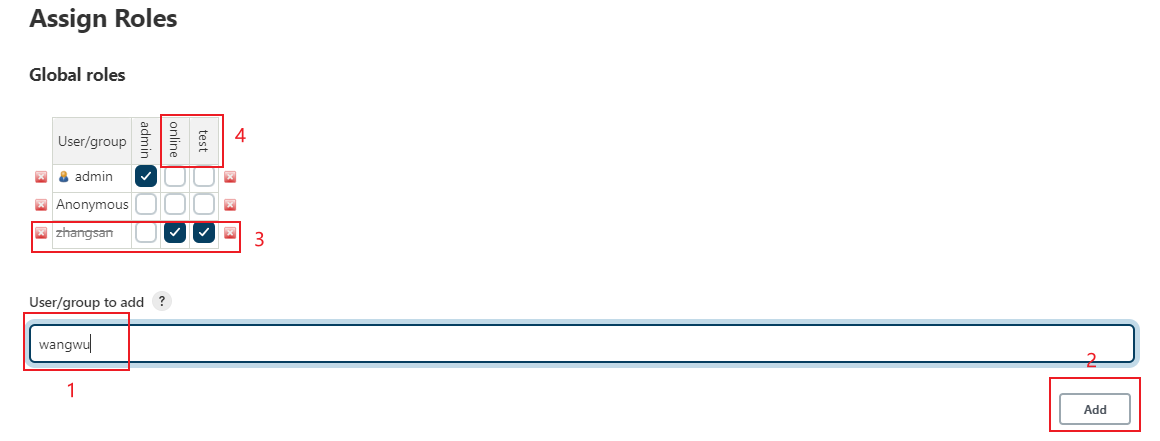 Assign Roles
Global roles
User/group admin online test 4
admin
Anonymous
zhangsan 3
User/group to add ?
wangwu
1
2
Add